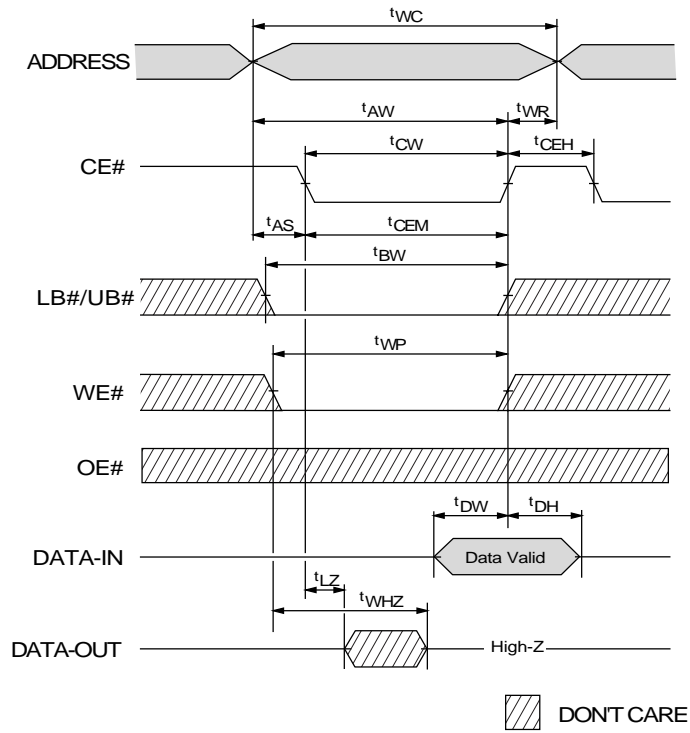 tWC
ADDRESS
tAW
tWR
tCW
tCEH
CE#
tAS
tCEM
tBW
LB#/UB#
tWP
WE#
OE#
tDW
tDH
DATA-IN
Data Valid
tLZ
tWHZ
DATA-OUT
High-Z
DON'T CARE